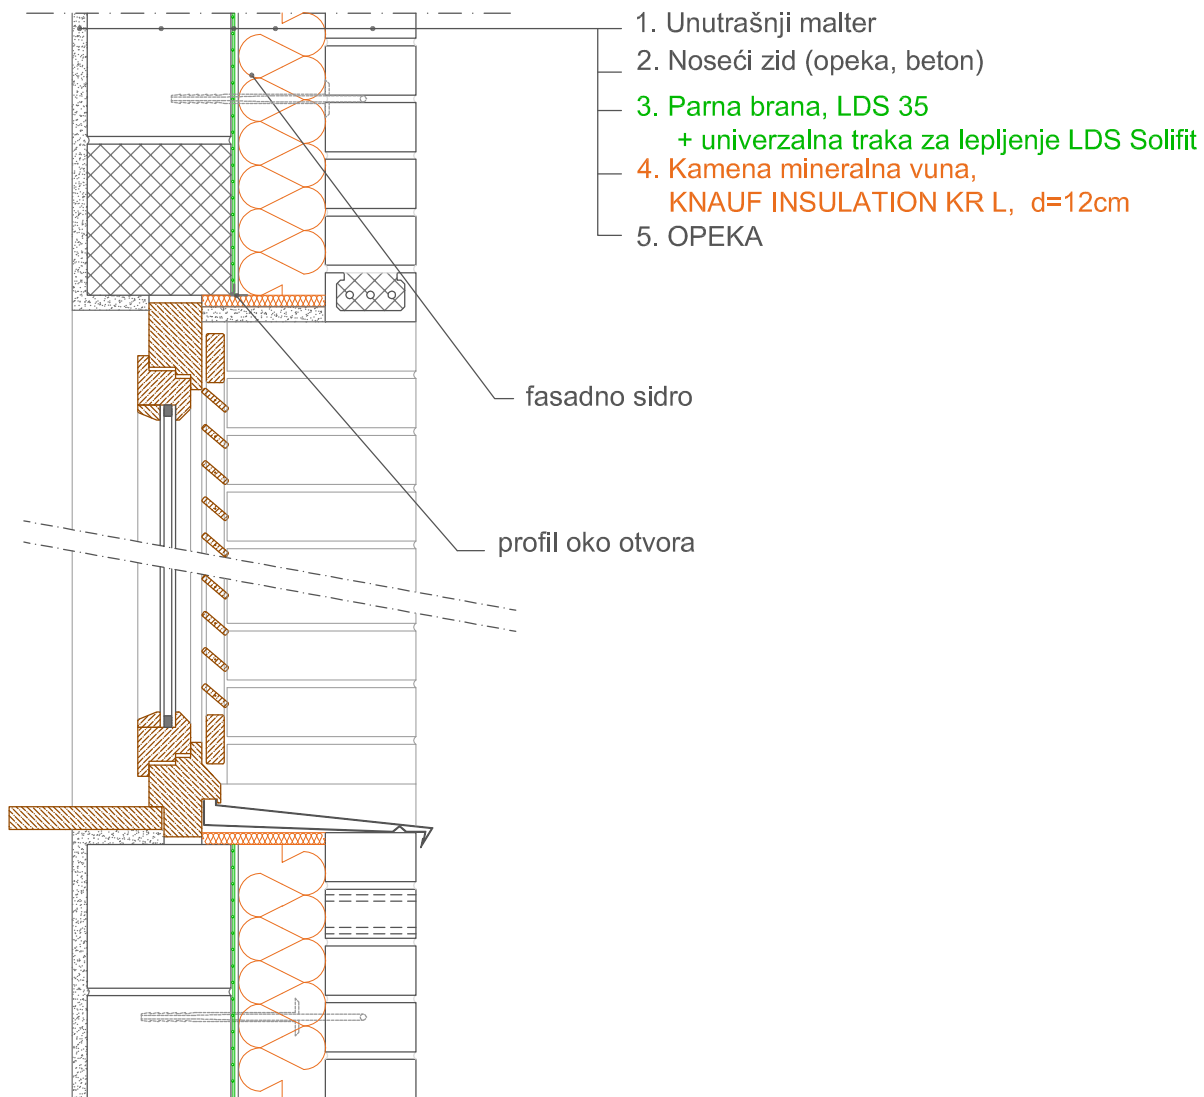 1. Unutrašnji malter
2. Noseći zid (opeka, beton)
3. Parna brana, LDS 35
+ univerzalna traka za lepljenje LDS Solifit
4. Kamena mineralna vuna,
KNAUF INSULATION KR L, d=12cm
5. OPEKA
fasadno sidro
profil oko otvora